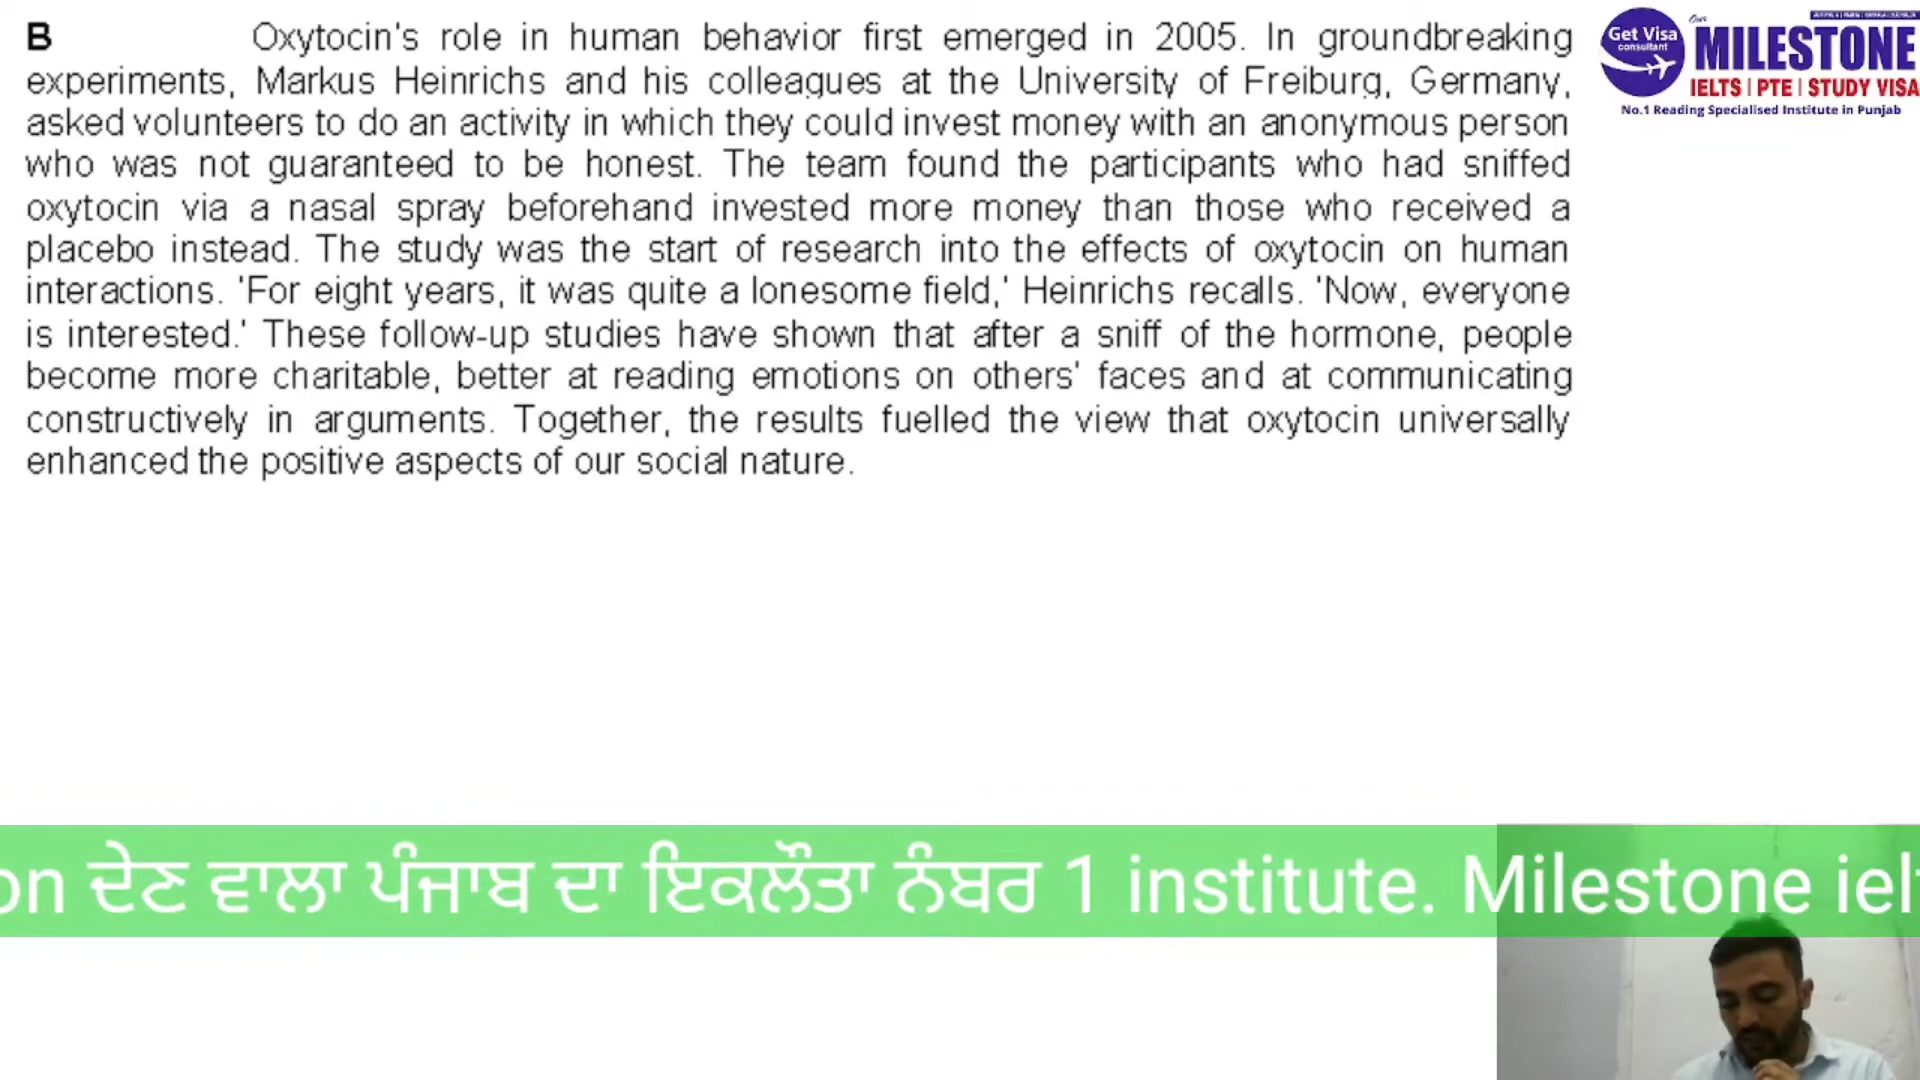 B Oxytocin's role in human behavior first emerged in 2005. In groundbreaking
experiments, Markus Heinrichs and his colleagues at the University of Freiburg, Germany,
asked volunteers to do an activity in which they could invest money with an anonymous person
who was not guaranteed to be honest. The team found the participants who had sniffed
oxytocin via a nasal spray beforehand invested more money than those who received a
placebo instead. The study was the start of research into the effects of oxytocin on human
interactions. 'For eight years, it was quite a lonesome field,' Heinrichs recalls. 'Now, everyone
is interested.' These follow-up studies have shown that after a sniff of the hormone, people
become more charitable, better at reading emotions on others' faces and at communicating
constructively in arguments. Together, the results fuelled the view that oxytocin universally
enhanced the positive aspects of our social nature.
Get Visa
consultant
Our
MILESTONE
IELTS | PTE | STUDY VISA
No.1 Reading Specialised Institute in Punjab
on ਦੇਣ ਵਾਲਾ ਪੰਜਾਬ ਦਾ ਇਕਲੌਤਾ ਨੰਬਰ 1 institute. Milestone iel